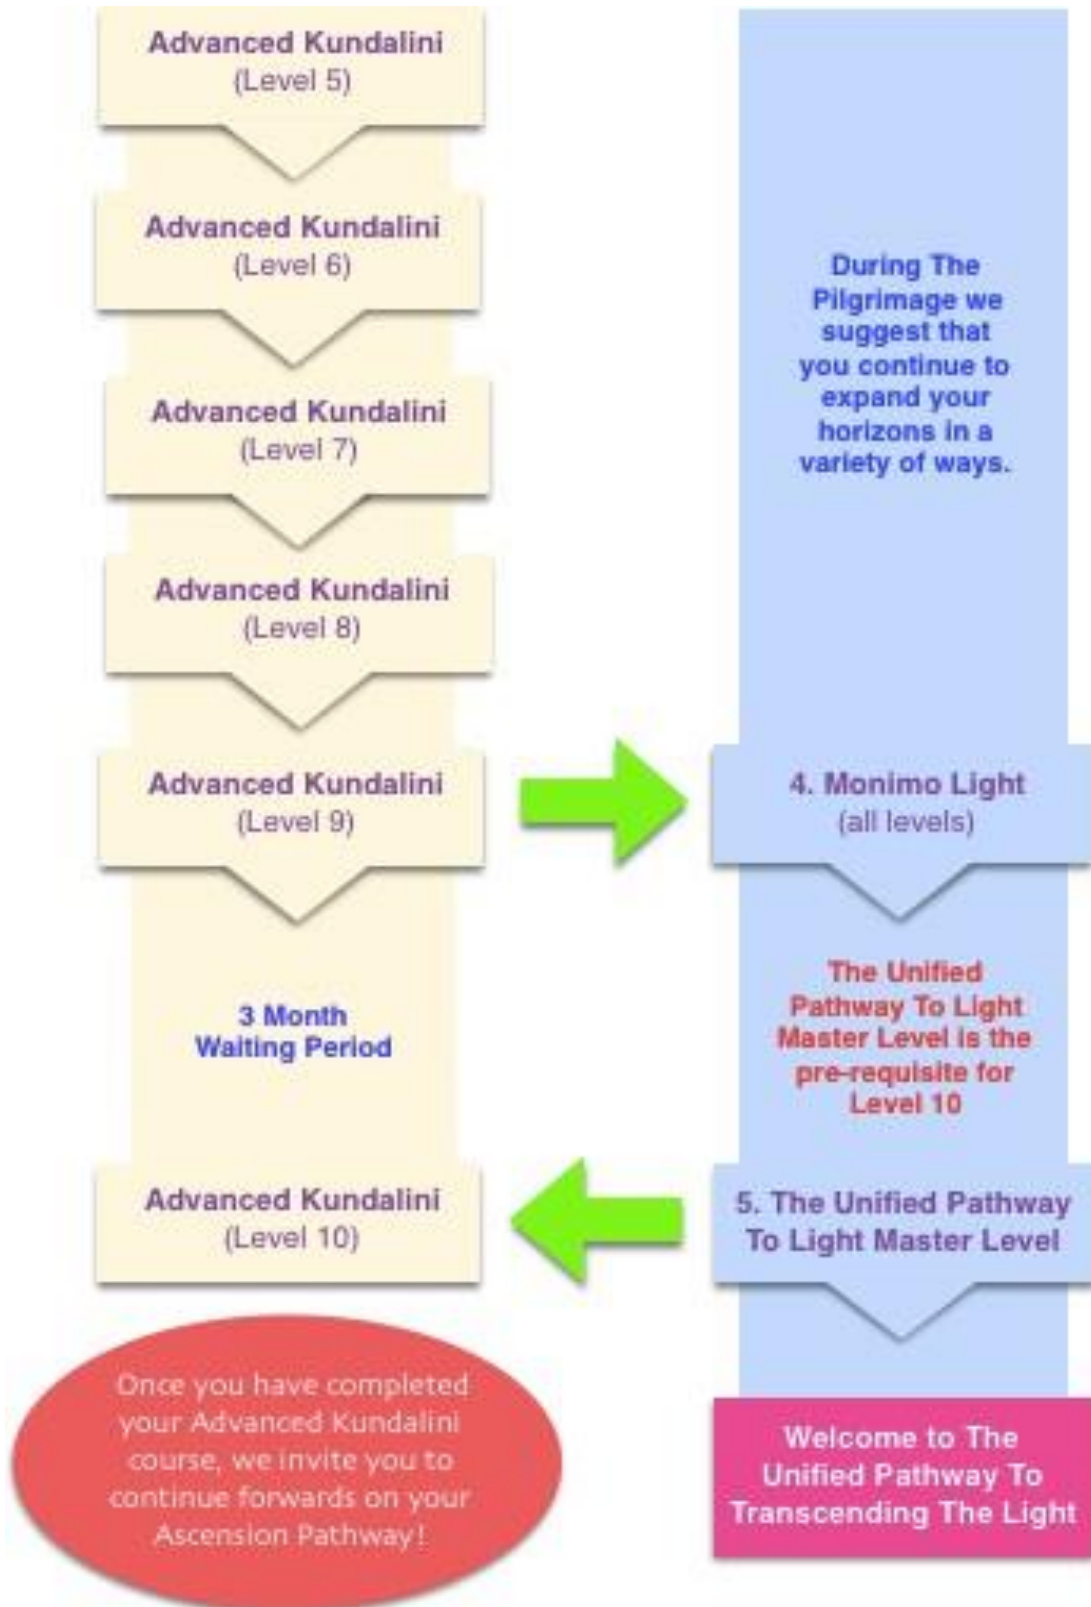 Advanced Kundalini
(Level 5)
Advanced Kundalini
(Level 6)
Advanced Kundalini
(Level 7)
Advanced Kundalini
(Level 8)
Advanced Kundalini
(Level 9)
3 Month
Waiting Period
Advanced Kundalini
(Level 10)
Once you have completed
your Advanced Kundalini
course, we invite you to
continue forwards on your
Ascension Pathway!
During The
Pilgrimage we
suggest that
you continue to
expand your
horizons in a
variety of ways.
4. Monimo Light
(all levels)
The Unified
Pathway To Light
Master Level is the
pre-requisite for
Level 10
5. The Unified Pathway
To Light Master Level
Welcome to The
Unified Pathway To
Transcending The Light